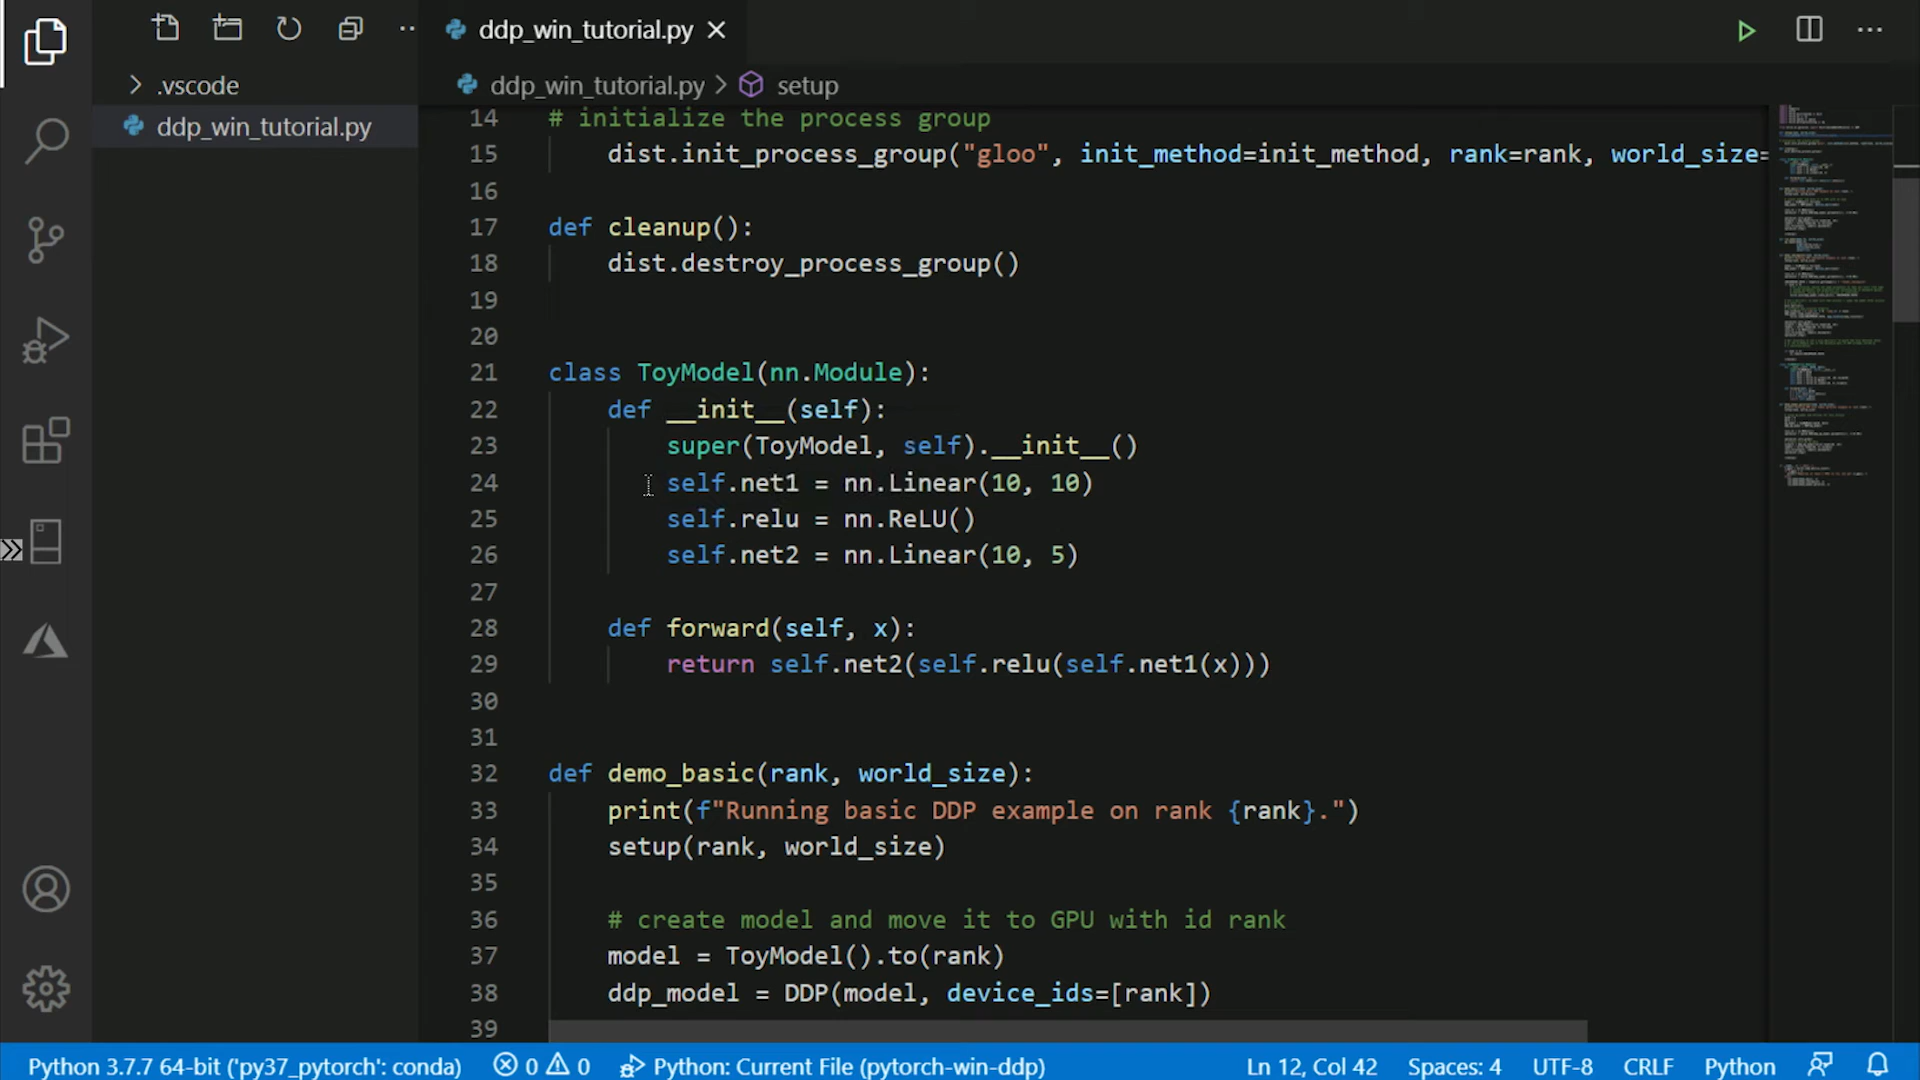 ddp_win_tutorial.py
.vscode
ddp_win_tutorial.py
ddp_win_tutorial.py > setup
14 # initialize the process group
15 dist.init_process_group("gloo", init_method=init_method, rank=rank, world_size=
16
17 def cleanup():
18 dist.destroy_process_group()
19
20
21 class ToyModel(nn.Module):
22 def __init__(self):
23 super(ToyModel, self).__init__()
24 self.net1 = nn.Linear(10, 10)
25 self.relu = nn.ReLU()
26 self.net2 = nn.Linear(10, 5)
27
28 def forward(self, x):
29 return self.net2(self.relu(self.net1(x)))
30
31
32 def demo_basic(rank, world_size):
33 print(f"Running basic DDP example on rank {rank}.")
34 setup(rank, world_size)
35
36 # create model and move it to GPU with id rank
37 model = ToyModel().to(rank)
38 ddp_model = DDP(model, device_ids=[rank])
39
Python 3.7.7 64-bit ('py37_pytorch': conda) 0 0 Python: Current File (pytorch-win-ddp) Ln 12, Col 42 Spaces: 4 UTF-8 CRLF Python